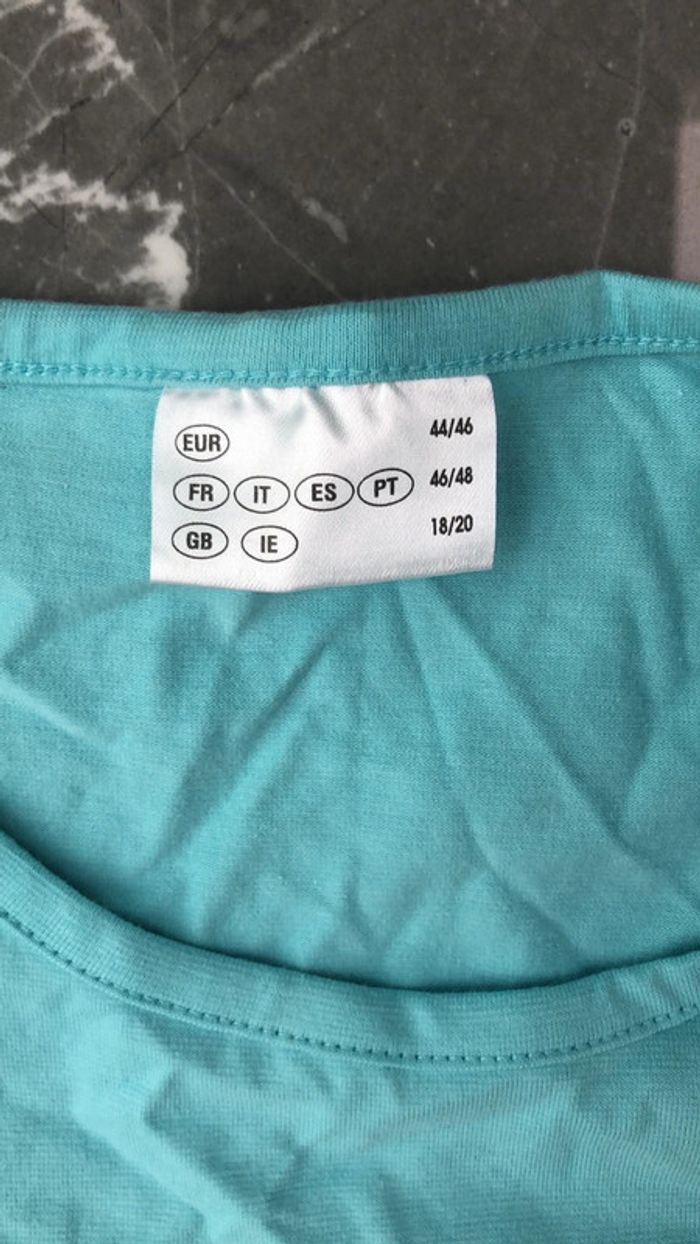 EUR 44/46
FR IT ES PT 46/48
GB IE 18/20